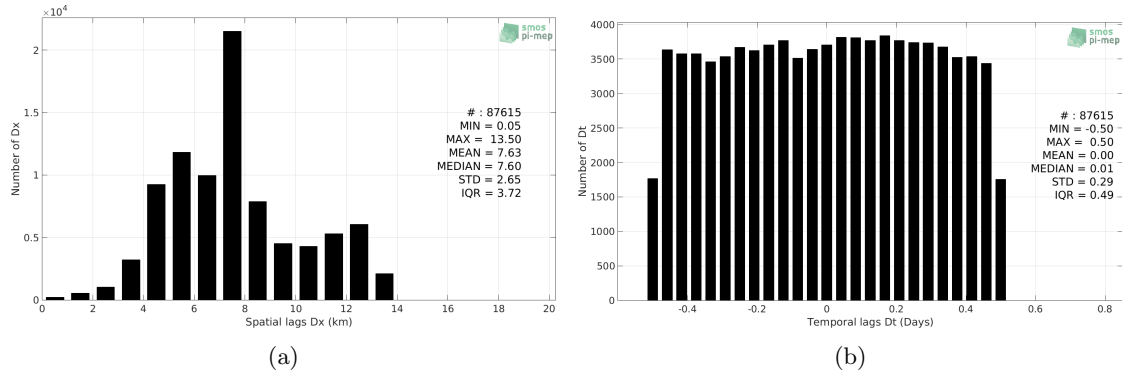 ×10^4
smos
pi-mep
2
1.5
1
0.5
0
Number of Dx
# : 87615
MIN = 0.05
MAX = 13.50
MEAN = 7.63
MEDIAN = 7.60
STD = 2.65
IQR = 3.72
0 2 4 6 8 10 12 14 16 18 20
Spatial lags Dx (km)
(a)
smos
pi-mep
4000
3500
3000
2500
2000
1500
1000
500
0
Number of Dt
# : 87615
MIN = -0.50
MAX = 0.50
MEAN = 0.00
MEDIAN = 0.01
STD = 0.29
IQR = 0.49
-0.4 -0.2 0 0.2 0.4 0.6 0.8
Temporal lags Dt (Days)
(b)